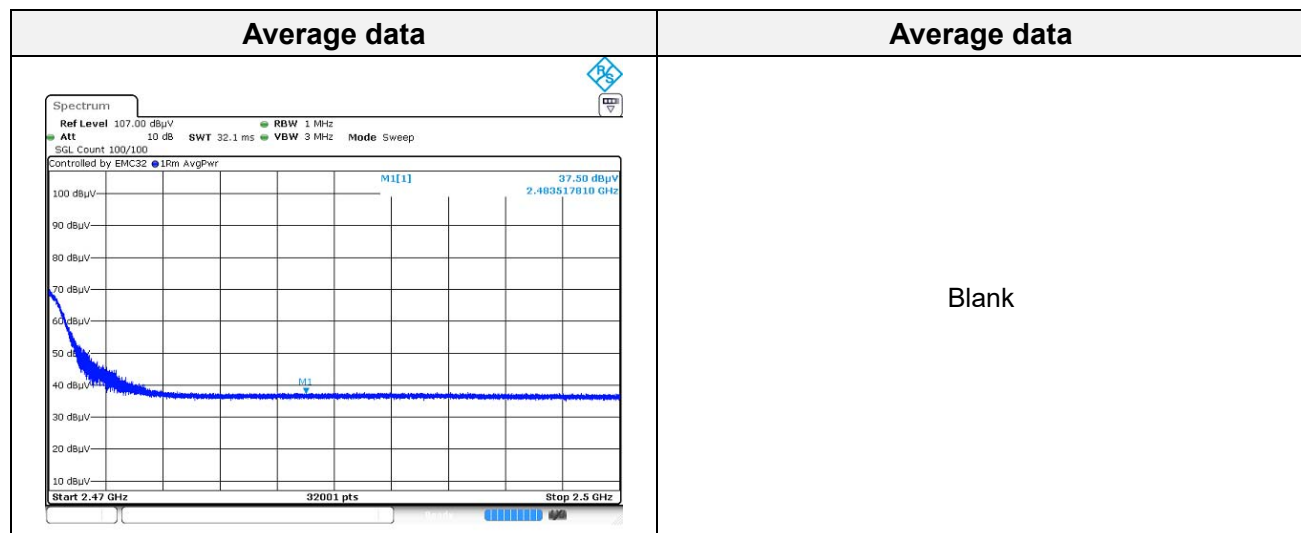 Average data
Average data
R&S
Spectrum
Ref Level 107.00 dBµV RBW 1 MHz
Att 10 dB SWT 32.1 ms VBW 3 MHz Mode Sweep
SGL Count 100/100
Controlled by EMC32 1Rm AvgPwr
M1[1] 37.50 dBµV
2.483517810 GHz
100 dBµV
90 dBµV
80 dBµV
70 dBµV
60 dBµV
50 dBµV
40 dBµV
M1
30 dBµV
20 dBµV
10 dBµV
Start 2.47 GHz 32001 pts Stop 2.5 GHz
Blank